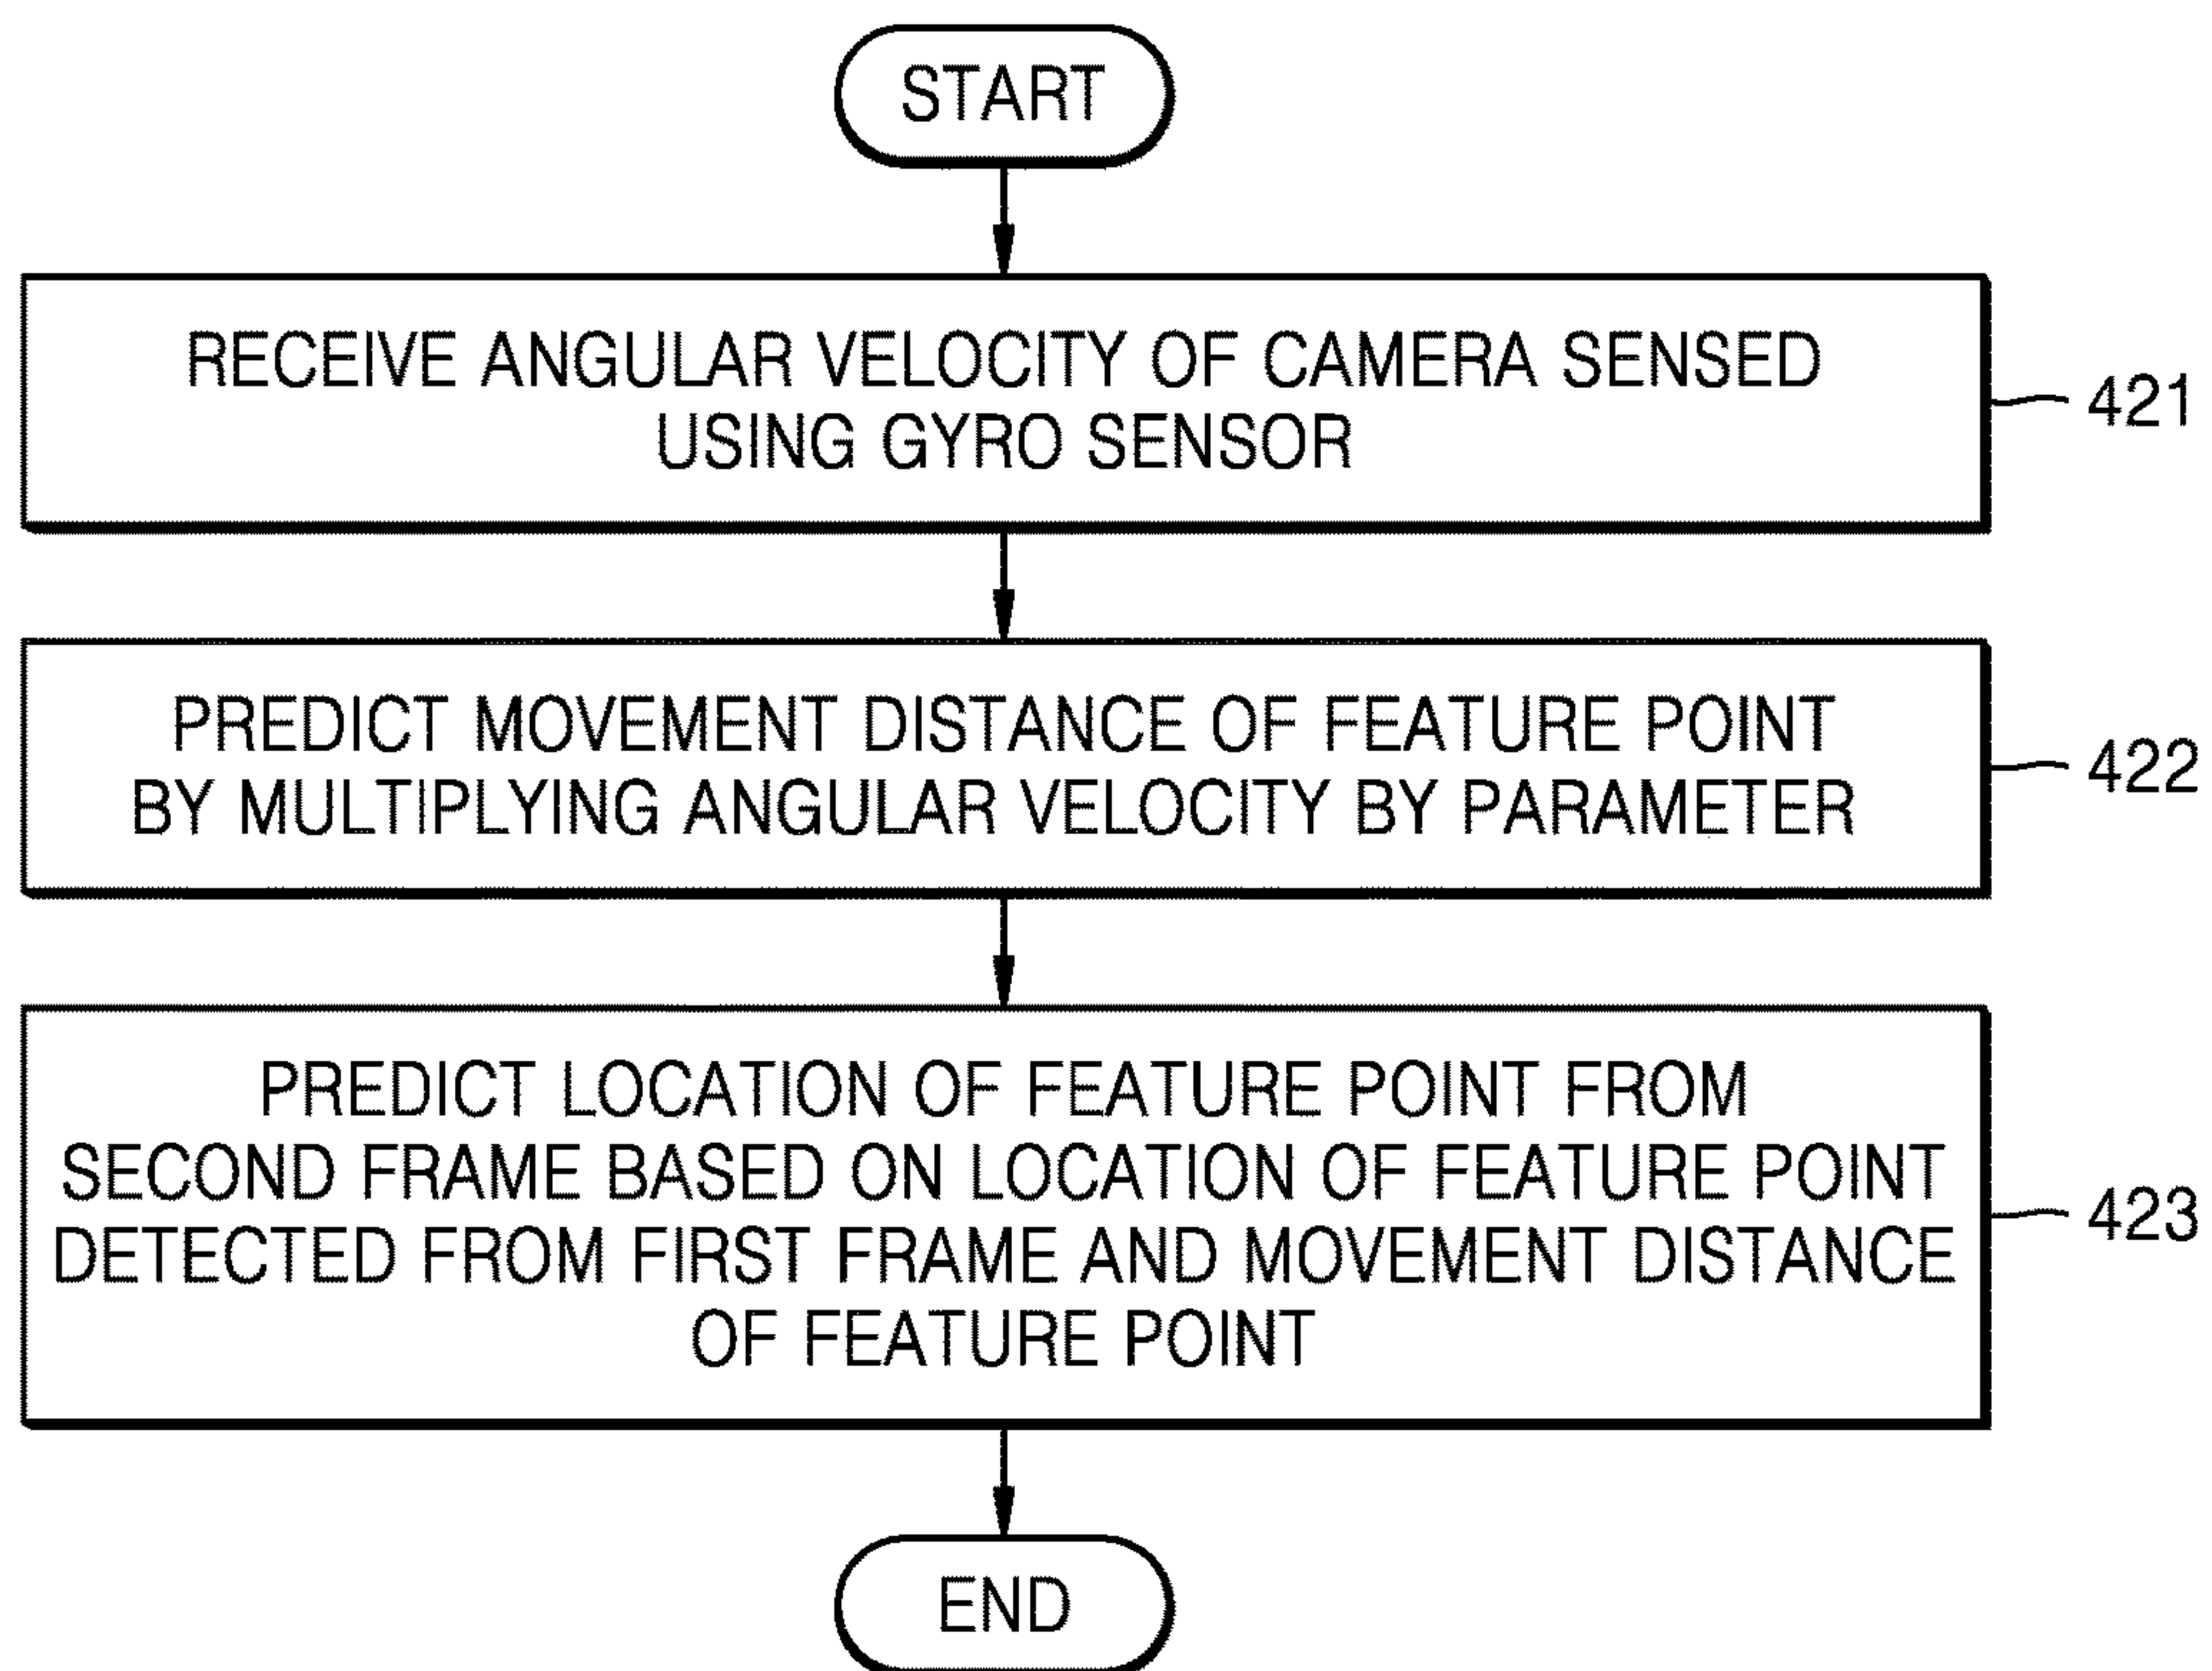 START
RECEIVE ANGULAR VELOCITY OF CAMERA SENSED
USING GYRO SENSOR
421
PREDICT MOVEMENT DISTANCE OF FEATURE POINT
BY MULTIPLYING ANGULAR VELOCITY BY PARAMETER
422
PREDICT LOCATION OF FEATURE POINT FROM
SECOND FRAME BASED ON LOCATION OF FEATURE POINT
DETECTED FROM FIRST FRAME AND MOVEMENT DISTANCE
OF FEATURE POINT
423
END